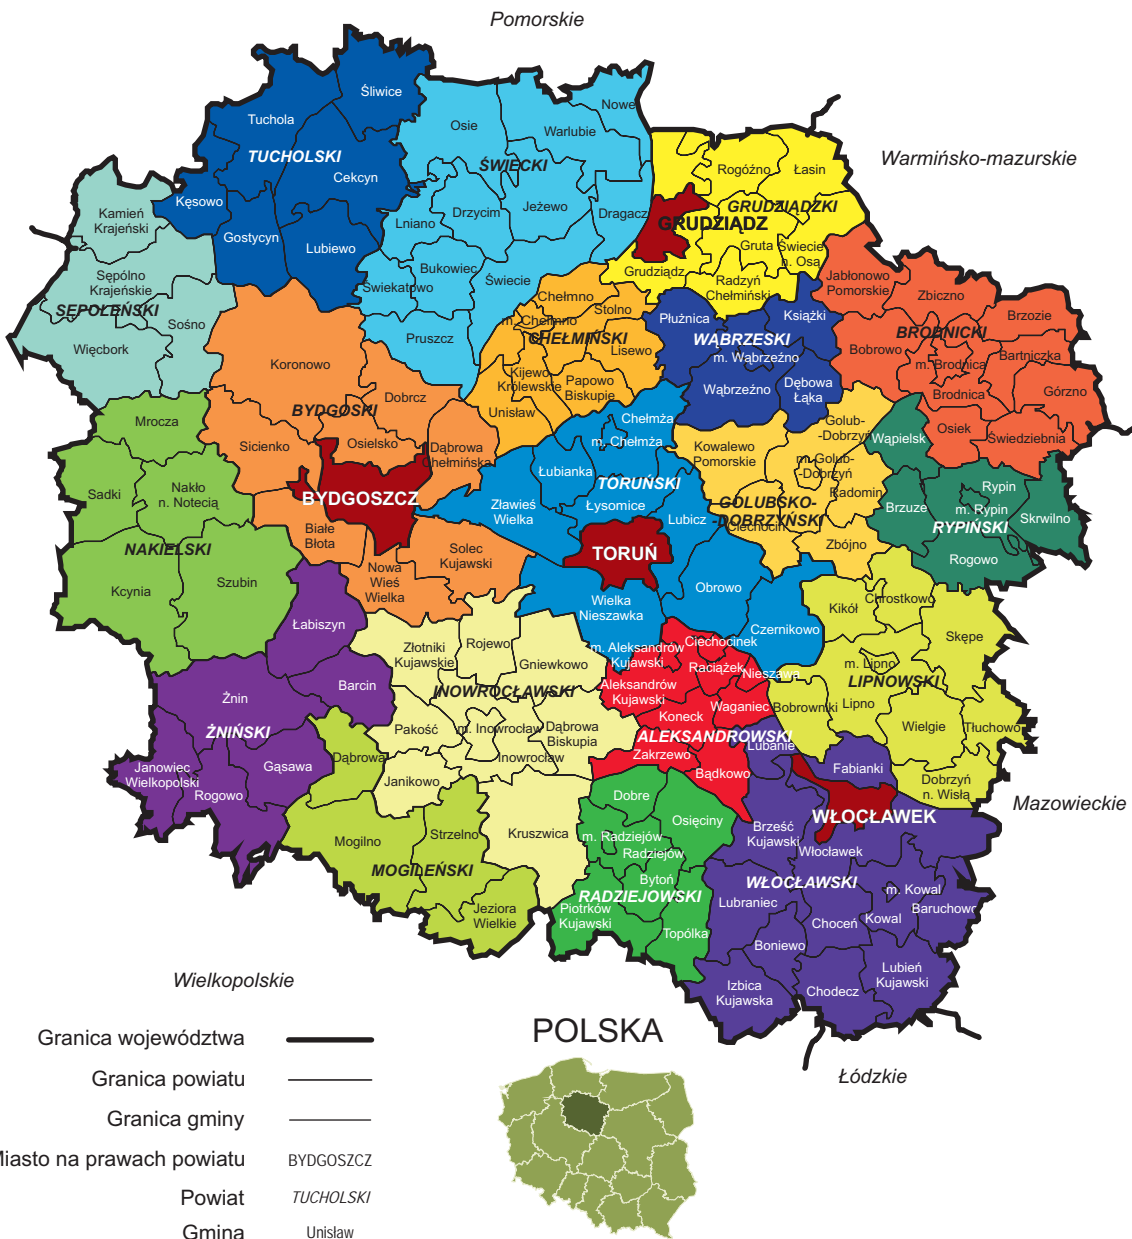 Pomorskie
Warmińsko-mazurskie
Śliwice
Tuchola
TUCHOLSKI
Cekcyn
Kęsowo
Gostycyn
Lubiewo
Osie
Warlubie
Nowe
ŚWIECKI
Lniano
Drzycim
Jeżewo
Dragacz
Bukowiec
Świekatowo
Świecie
Pruszcz
Rogóźno
Łasin
GRUDZIĄDZKI
GRUDZIĄDZ
Gruta
Świecie
n. Osą
Grudziądz
Radzyń
Chełmiński
Kamień
Krajeński
Sępólno
Krajeńskie
SĘPOLEŃSKI
Sośno
Więcbork
Chełmno
Stolno
m. Chełmno
CHEŁMIŃSKI
Lisewo
Kijewo
Królewskie
Papowo
Biskupie
Unisław
Płużnica
Książki
WĄBRZESKI
m. Wąbrzeźno
Wąbrzeźno
Dębowa
Łąka
Jabłonowo
Pomorskie
Zbiczno
Brzozie
BRODNICKI
Bobrowo
m. Brodnica
Bartniczka
Brodnica
Górzno
Osiek
Świedziebnia
Koronowo
BYDGOSKI
Dobrcz
Sicienko
Osielsko
Dąbrowa
Chełmińska
BYDGOSZCZ
Białe
Błota
Solec
Kujawski
Nowa
Wieś
Wielka
Mrocza
Sadki
Nakło
n. Notecią
NAKIELSKI
Kcynia
Szubin
Chełmża
m. Chełmża
Łubianka
TORUŃSKI
Zławieś
Wielka
Łysomice
Lubicz
TORUŃ
Obrowo
Wielka
Nieszawka
Czernikowo
Kowalewo
Pomorskie
Golub-
-Dobrzyń
m. Golub-
-Dobrzyń
Radomin
GOLUBSKO-
-DOBRZYŃSKI
Ciechocin
Zbójno
Wąpielsk
Rypin
Brzuze
m. Rypin
RYPIŃSKI
Skrwilno
Rogowo
Łabiszyn
Barcin
Żnin
ŻNIŃSKI
Janowiec
Wielkopolski
Gąsawa
Rogowo
Złotniki
Kujawskie
Rojewo
Gniewkowo
INOWROCŁAWSKI
Pakość
m. Inowrocław
Dąbrowa
Biskupia
Inowrocław
Janikowo
Kruszwica
m. Aleksandrów
Kujawski
Ciechocinek
Raciążek
Nieszawa
Aleksandrów
Kujawski
Waganiec
Koneck
ALEKSANDROWSKI
Zakrzewo
Bądkowo
Kikół
Chrostkowo
Skępe
m. Lipno
LIPNOWSKI
Bobrowniki
Lipno
Wielgie
Tłuchowo
Dobrzyń
n. Wisłą
Dąbrowa
Mogilno
Strzelno
MOGILEŃSKI
Jeziora
Wielkie
Dobre
Osięciny
m. Radziejów
Radziejów
Bytoń
RADZIEJOWSKI
Piotrków
Kujawski
Topólka
Lubanie
Fabianki
WŁOCŁAWEK
Brześć
Kujawski
Włocławek
WŁOCŁAWSKI
m. Kowal
Lubraniec
Baruchowo
Choceń
Kowal
Boniewo
Lubień
Kujawski
Izbica
Kujawska
Chodecz
Mazowieckie
Wielkopolskie
Łódzkie
POLSKA
Granica województwa
Granica powiatu
Granica gminy
Miasto na prawach powiatu BYDGOSZCZ
Powiat TUCHOLSKI
Gmina Unisław